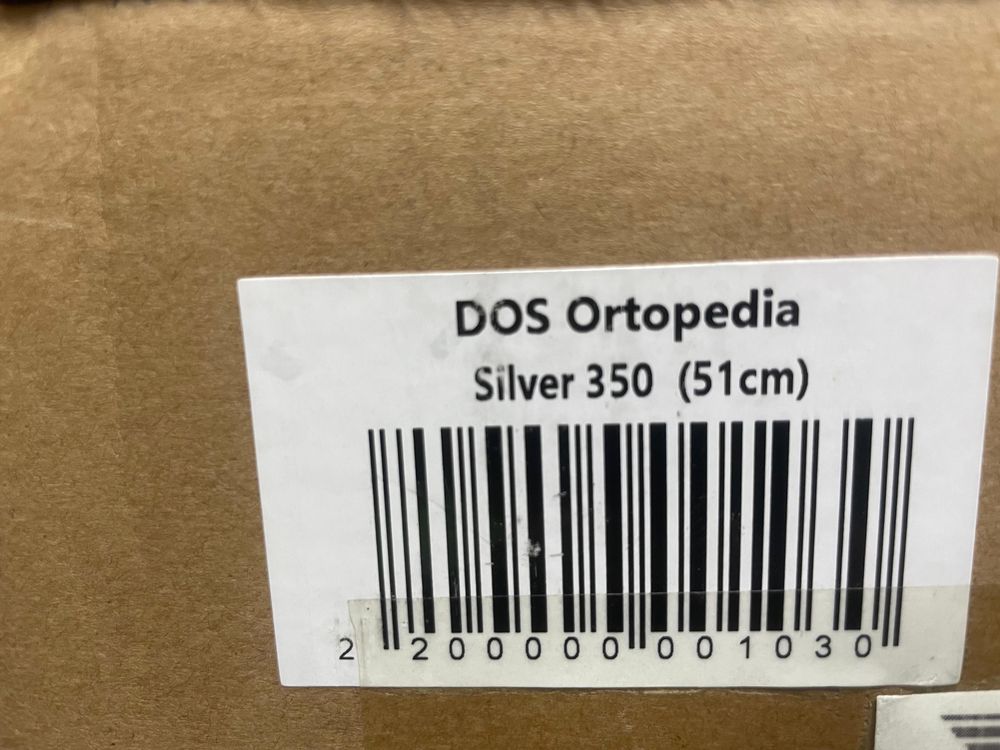 DOS Ortopedia
Silver 350 (51cm)
2 200000 001030